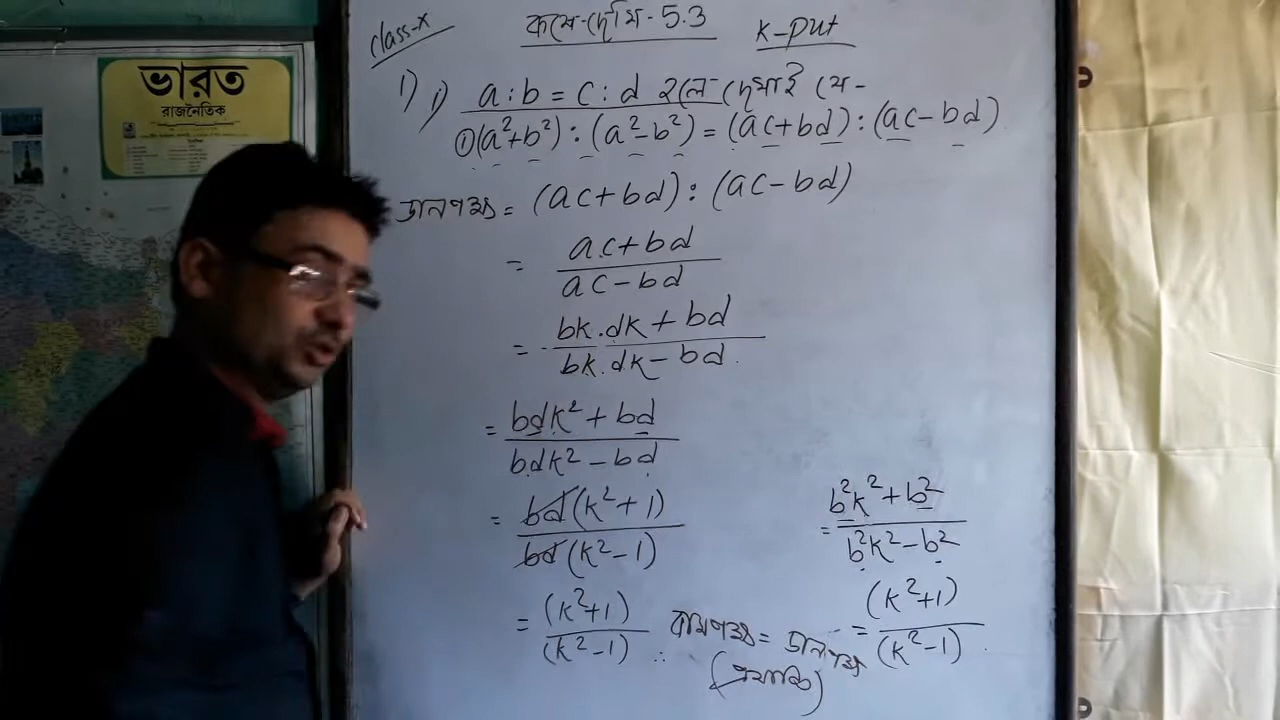 ভারত
রাজনৈতিক
class-x
কষে দেখি-5.3
k-put
1) i) a:b = c:d হলে দেখাই যে-
①(a²+b²) : (a²-b²) = (ac+bd) : (ac-bd)
ডানপক্ষ = (ac+bd) : (ac-bd)
= ac+bd
ac-bd
= bk.dk+bd
bk.dk-bd
= bdk²+bd
bdk²-bd
= bd(k²+1)
bd(k²-1)
= (k²+1)
(k²-1)
= b²k²+b²
b²k²-b²
= (k²+1)
(k²-1)
∴ বামপক্ষ = ডানপক্ষ
(প্রমাণিত)